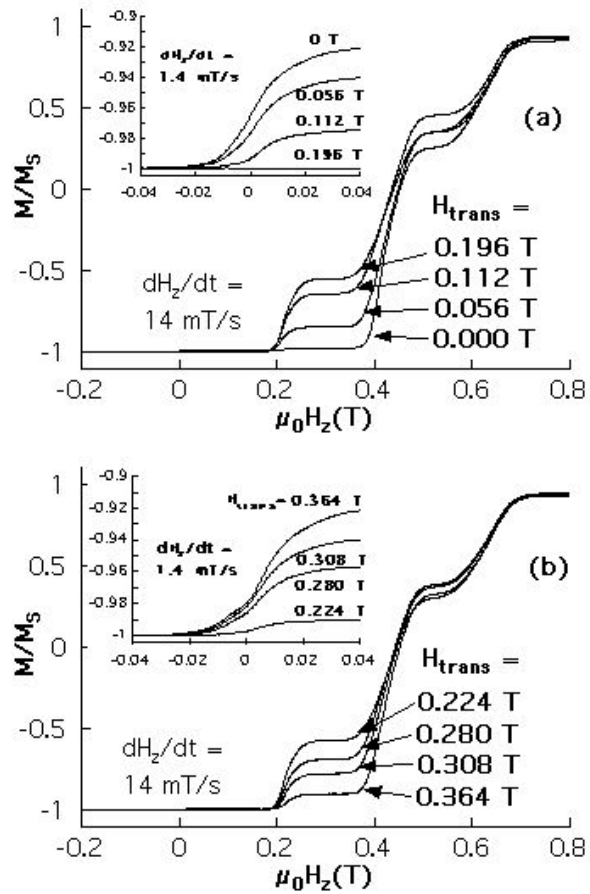 -0.9
-0.92
-0.94
-0.96
-0.98
-1
-0.04 -0.02 0 0.02 0.04
dHz/dt =
1.4 mT/s
0 T
0.056 T
0.112 T
0.196 T
1
0.5
0
-0.5
-1
M/MS
(a)
Htrans =
0.196 T
0.112 T
0.056 T
0.000 T
dHz/dt =
14 mT/s
-0.2 0 0.2 0.4 0.6 0.8
μ0Hz(T)
-0.9
-0.92
-0.94
-0.96
-0.98
-1
-0.04 -0.02 0 0.02 0.04
Htrans= 0.364 T
dHz/dt =
1.4 mT/s
0.308 T
0.280 T
0.224 T
1
0.5
0
-0.5
-1
M/MS
(b)
Htrans =
0.224 T
0.280 T
0.308 T
0.364 T
dHz/dt =
14 mT/s
-0.2 0 0.2 0.4 0.6 0.8
μ0Hz(T)